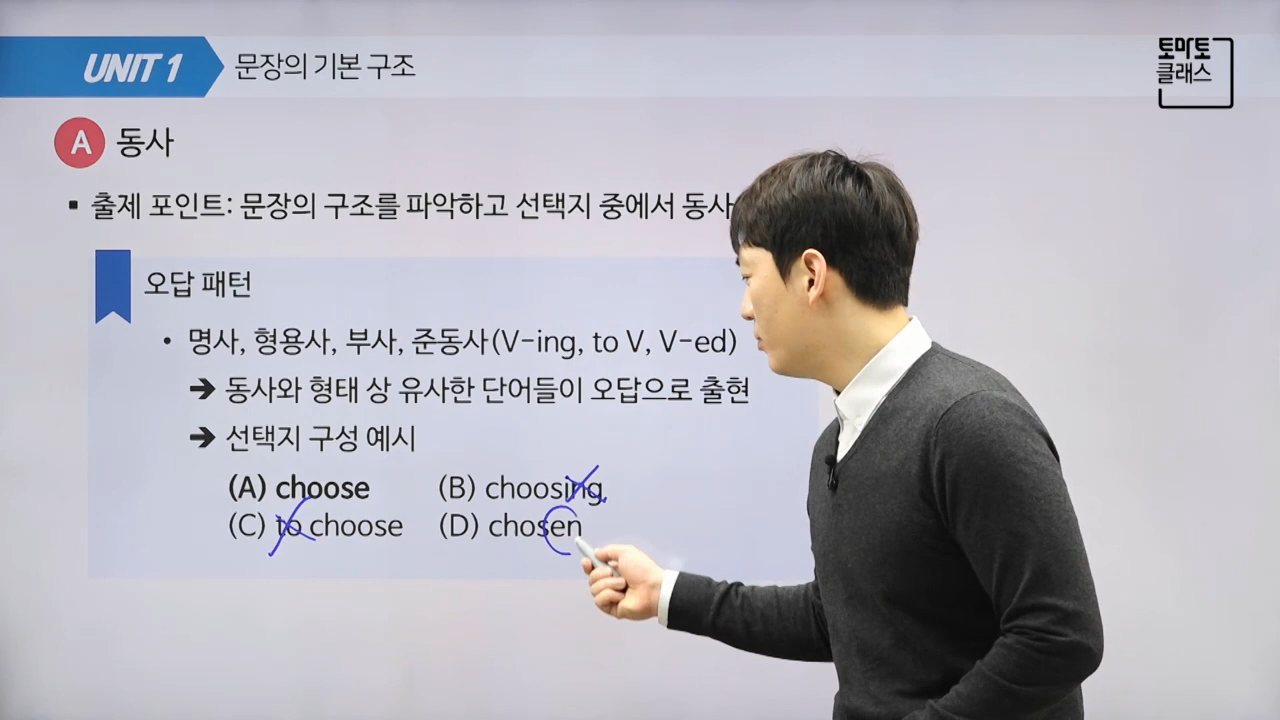 UNIT 1 문장의 기본 구조
토마토
클래스
A 동사
▪ 출제 포인트: 문장의 구조를 파악하고 선택지 중에서 동사
오답 패턴
• 명사, 형용사, 부사, 준동사(V-ing, to V, V-ed)
➔ 동사와 형태 상 유사한 단어들이 오답으로 출현
➔ 선택지 구성 예시
(A) choose (B) choosing
(C) to choose (D) chosen